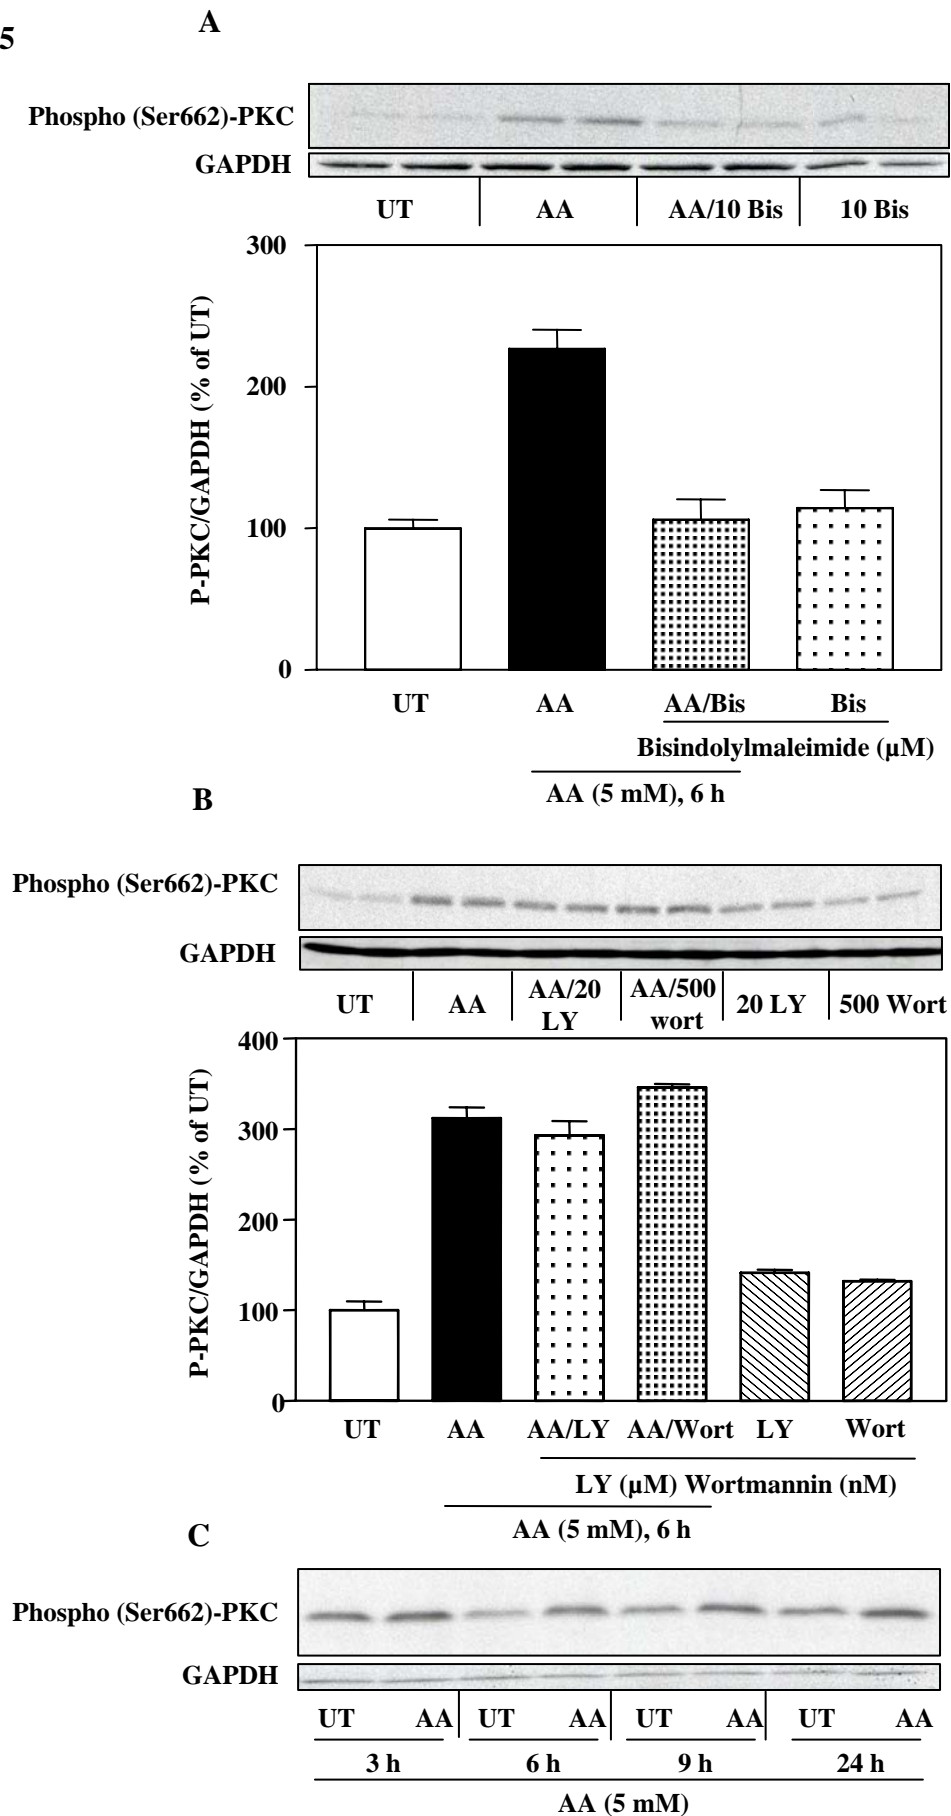 5
A
Phospho (Ser662)-PKC
GAPDH
UT AA AA/10 Bis 10 Bis
300
200
100
0
P-PKC/GAPDH (% of UT)
UT AA AA/Bis Bis
Bisindolylmaleimide (µM)
AA (5 mM), 6 h
B
Phospho (Ser662)-PKC
GAPDH
UT AA AA/20 LY AA/500 wort 20 LY 500 Wort
400
300
200
100
0
P-PKC/GAPDH (% of UT)
UT AA AA/LY AA/Wort LY Wort
LY (µM) Wortmannin (nM)
AA (5 mM), 6 h
C
Phospho (Ser662)-PKC
GAPDH
UT AA UT AA UT AA UT AA
3 h 6 h 9 h 24 h
AA (5 mM)